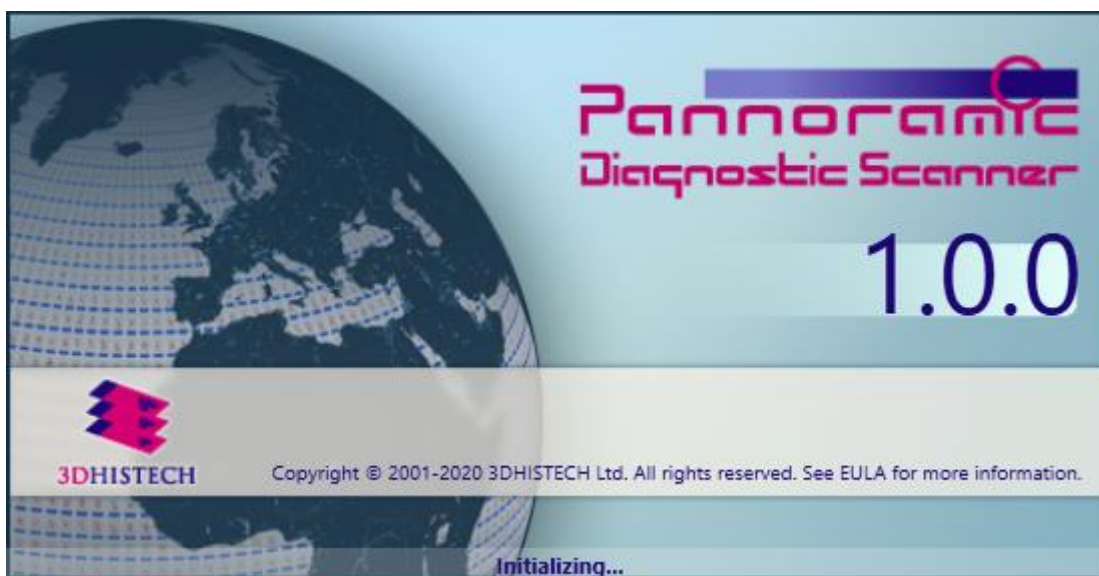 Pannoramic
Diagnostic Scanner
1.0.0
3DHISTECH
Copyright © 2001-2020 3DHISTECH Ltd. All rights reserved. See EULA for more information.
Initializing...